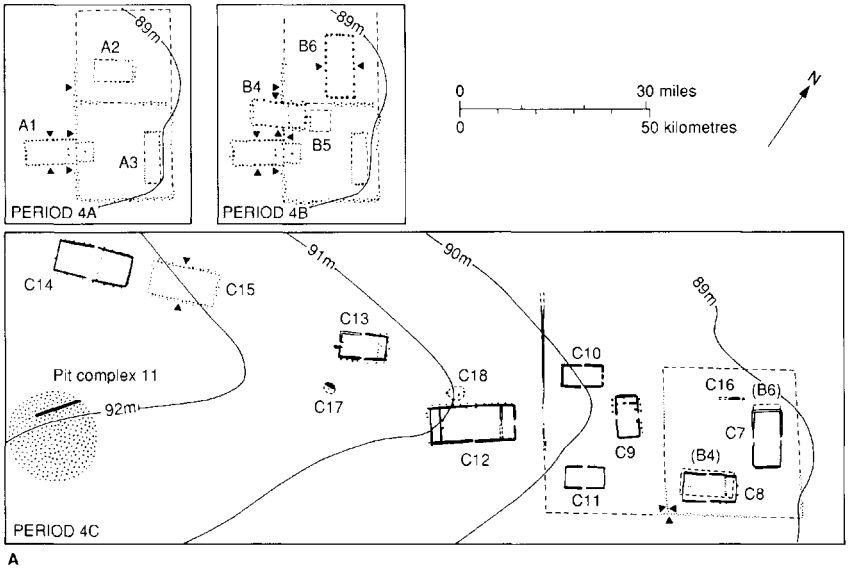 89m
A2
A1
A3
PERIOD 4A
89m
B6
B4
B5
PERIOD 4B
0 30 miles
0 50 kilometres
N
C14
C15
91m
90m
89m
C13
C10
C18
C16
(B6)
Pit complex 11
C17
C7
92m
C9
(B4)
C12
C11
C8
PERIOD 4C
A